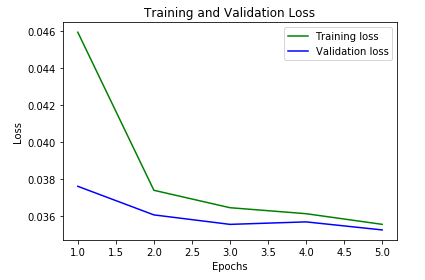 Training and Validation Loss
Training loss
Validation loss
0.046
0.044
0.042
0.040
0.038
0.036
Loss
1.0 1.5 2.0 2.5 3.0 3.5 4.0 4.5 5.0
Epochs